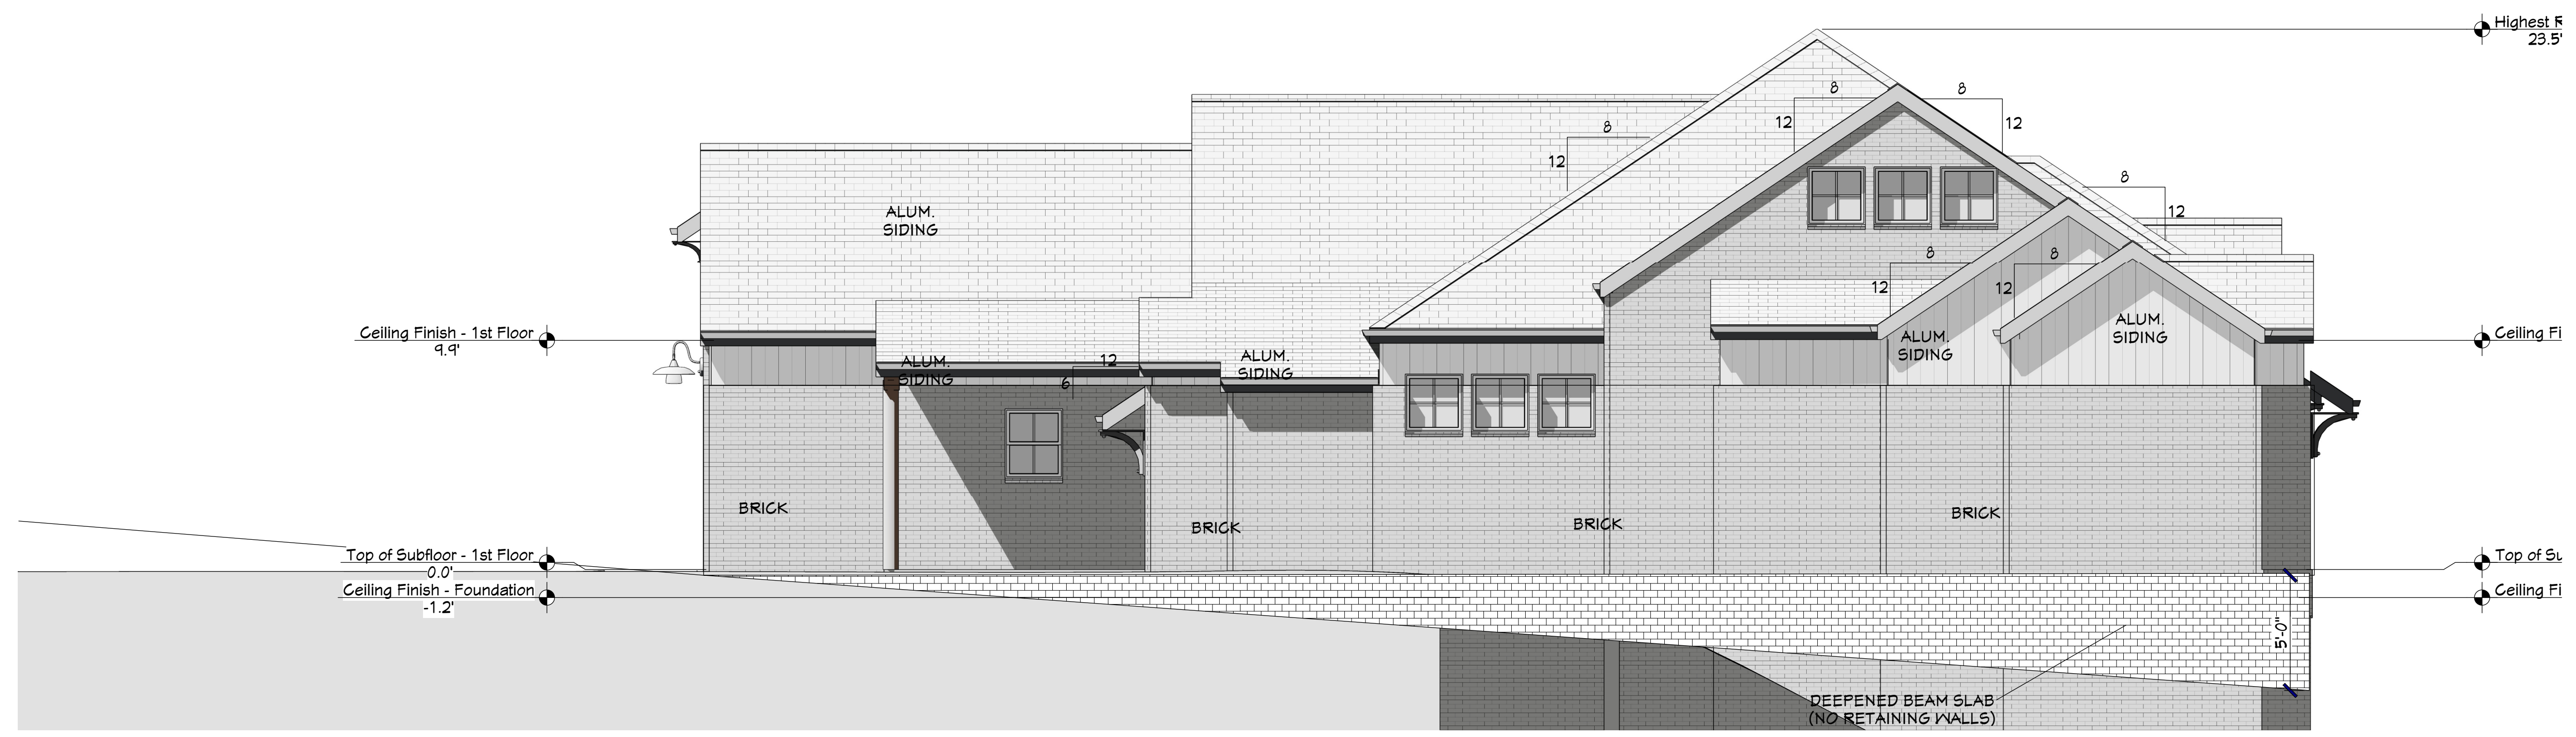 Highest
23.5'
8
8
12
12
8
12
8
12
ALUM.
SIDING
8
8
12
12
Ceiling Finish - 1st Floor
9.9'
ALUM.
SIDING
ALUM.
SIDING
Ceiling Fi
ALUM.
SIDING
ALUM.
SIDING
12
6
BRICK
BRICK
BRICK
BRICK
Top of Subfloor - 1st Floor
0.0'
Top of Su
Ceiling Finish - Foundation
-1.2'
Ceiling Fi
5'-0"
DEEPENED BEAM SLAB
(NO RETAINING WALLS)